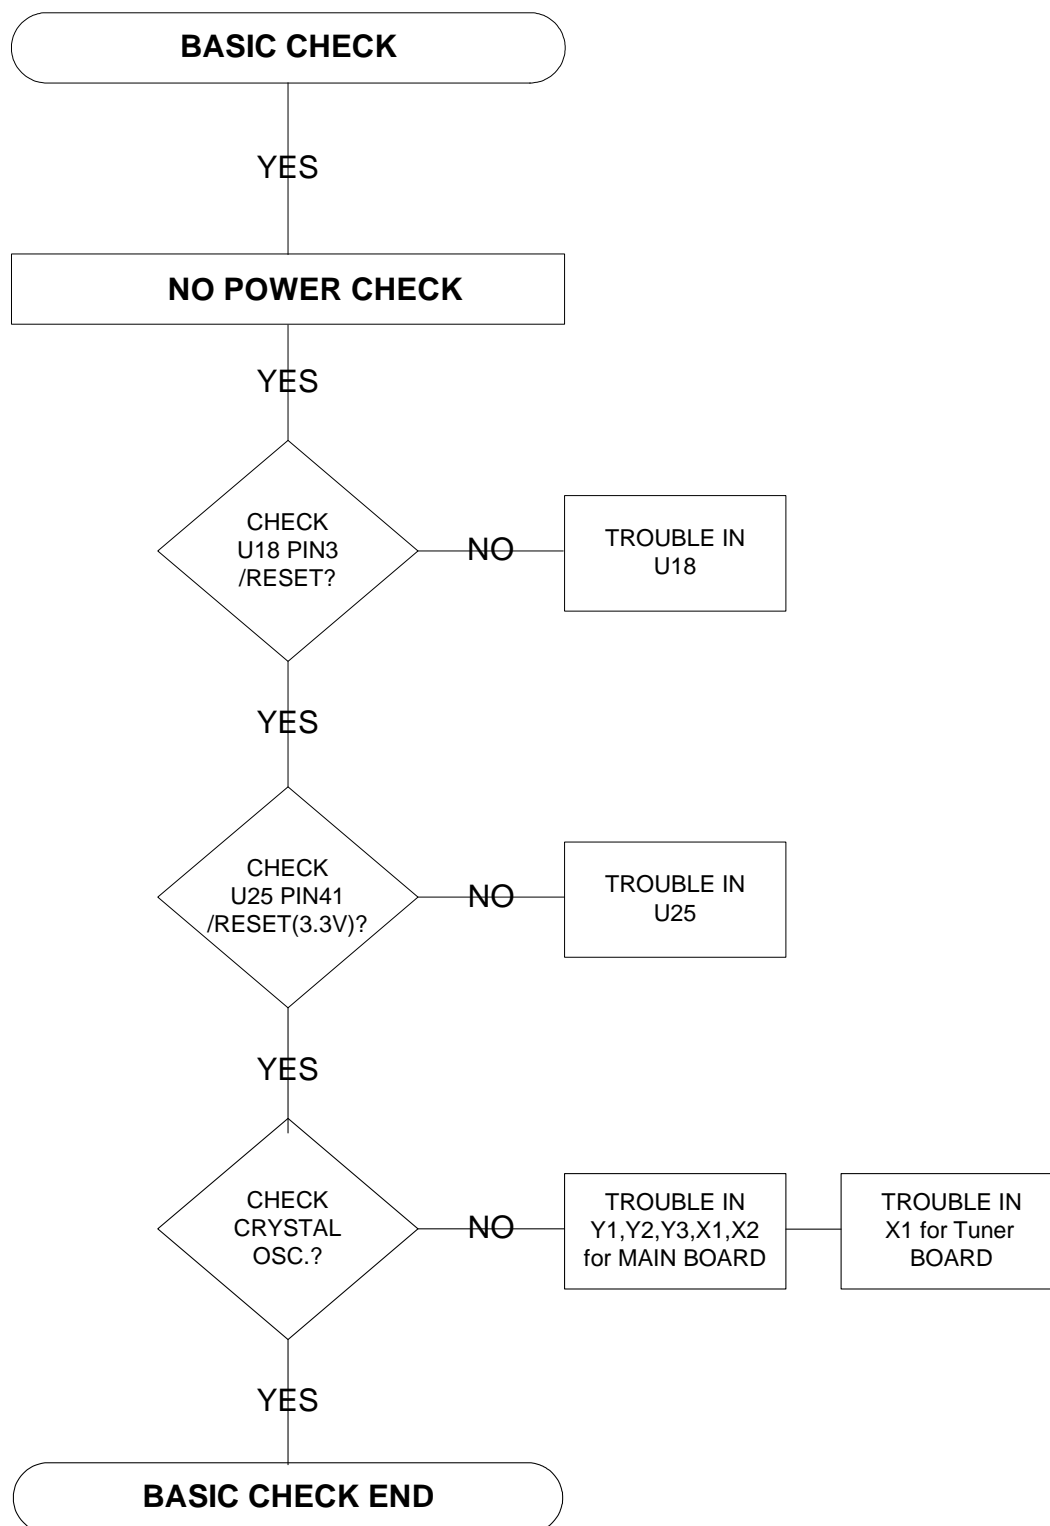 BASIC CHECK
YES
NO POWER CHECK
YES
CHECK
U18 PIN3
/RESET?
NO
TROUBLE IN
U18
YES
CHECK
U25 PIN41
/RESET(3.3V)?
NO
TROUBLE IN
U25
YES
CHECK
CRYSTAL
OSC.?
NO
TROUBLE IN
Y1,Y2,Y3,X1,X2
for MAIN BOARD
TROUBLE IN
X1 for Tuner
BOARD
YES
BASIC CHECK END